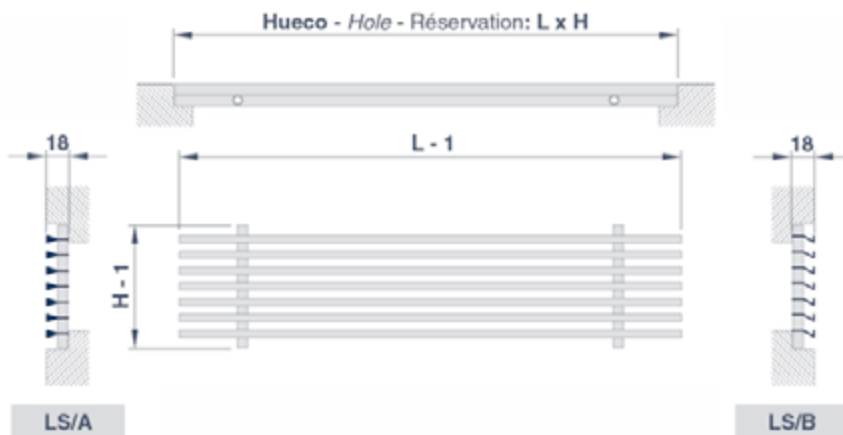 Hueco - Hole - Réservation: L x H
18
L - 1
18
H - 1
LS/A
LS/B